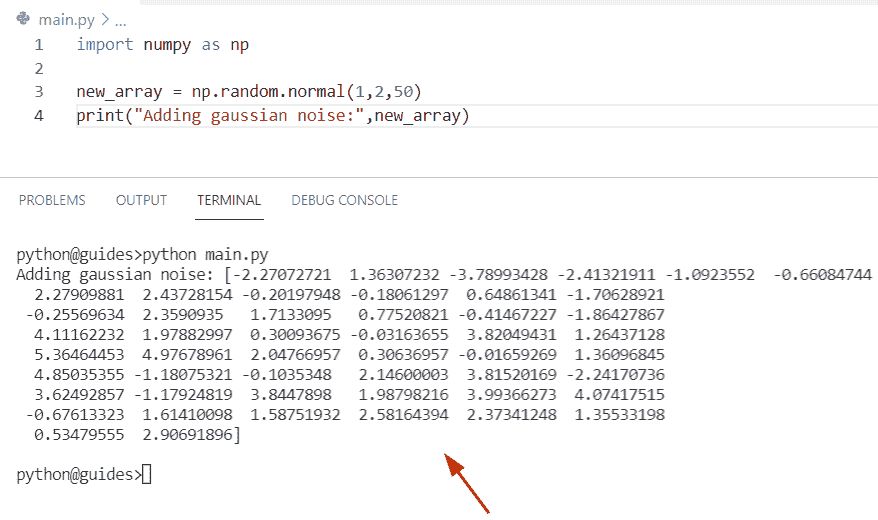 main.py > ...
1 import numpy as np
2
3 new_array = np.random.normal(1,2,50)
4 print("Adding gaussian noise:",new_array)
PROBLEMS OUTPUT TERMINAL DEBUG CONSOLE
python@guides>python main.py
Adding gaussian noise: [-2.27072721  1.36307232 -3.78993428 -2.41321911 -1.0923552  -0.66084744
  2.27909881  2.43728154 -0.20197948 -0.18061297  0.64861341 -1.70628921
 -0.25569634  2.3590935   1.7133095   0.77520821 -0.41467227 -1.86428867
  4.11162232  1.97882997  0.30093675 -0.03163655  3.82049431  1.26437128
  5.36464453  4.97678961  2.04766957  0.30636957 -0.01659269  1.36096845
  4.85035355 -1.18075321 -0.1035348   2.14600003  3.81520169 -2.24170736
  3.62492857 -1.17924819  3.8447898   1.98798216  3.99366273  4.07417515
 -0.67613323  1.61410098  1.58751932  2.58164394  2.37341248  1.35533198
  0.53479555  2.90691896]
python@guides>